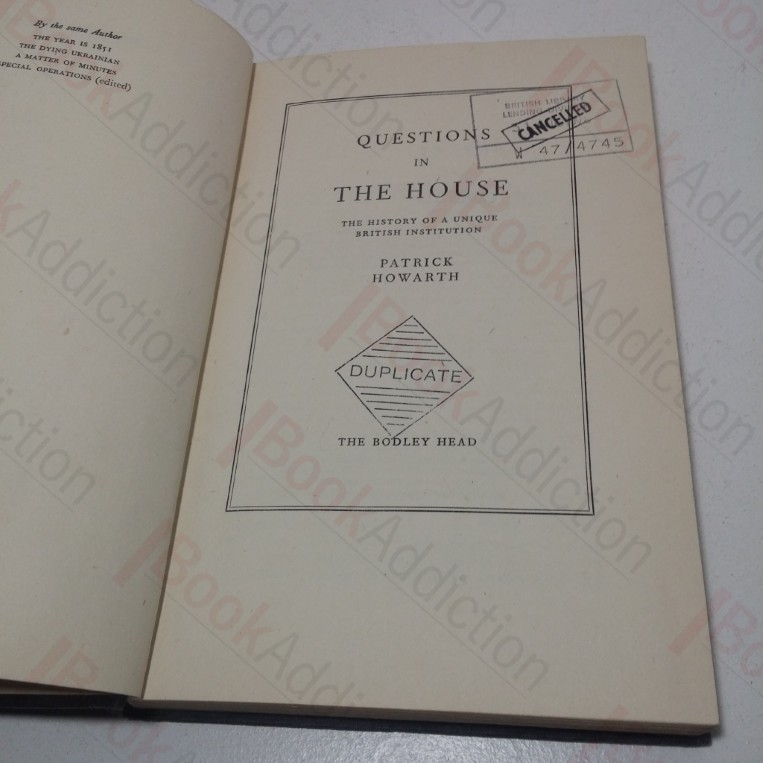 By the same Author
THE YEAR IS 1851
THE DYING UKRAINIAN
A MATTER OF MINUTES
SPECIAL OPERATIONS (edited)
BRITISH LIBRARY
LENDING
CANCELLED
W 47/4745
QUESTIONS
IN
THE HOUSE
THE HISTORY OF A UNIQUE
BRITISH INSTITUTION
PATRICK
HOWARTH
DUPLICATE
THE BODLEY HEAD
BookAddiction